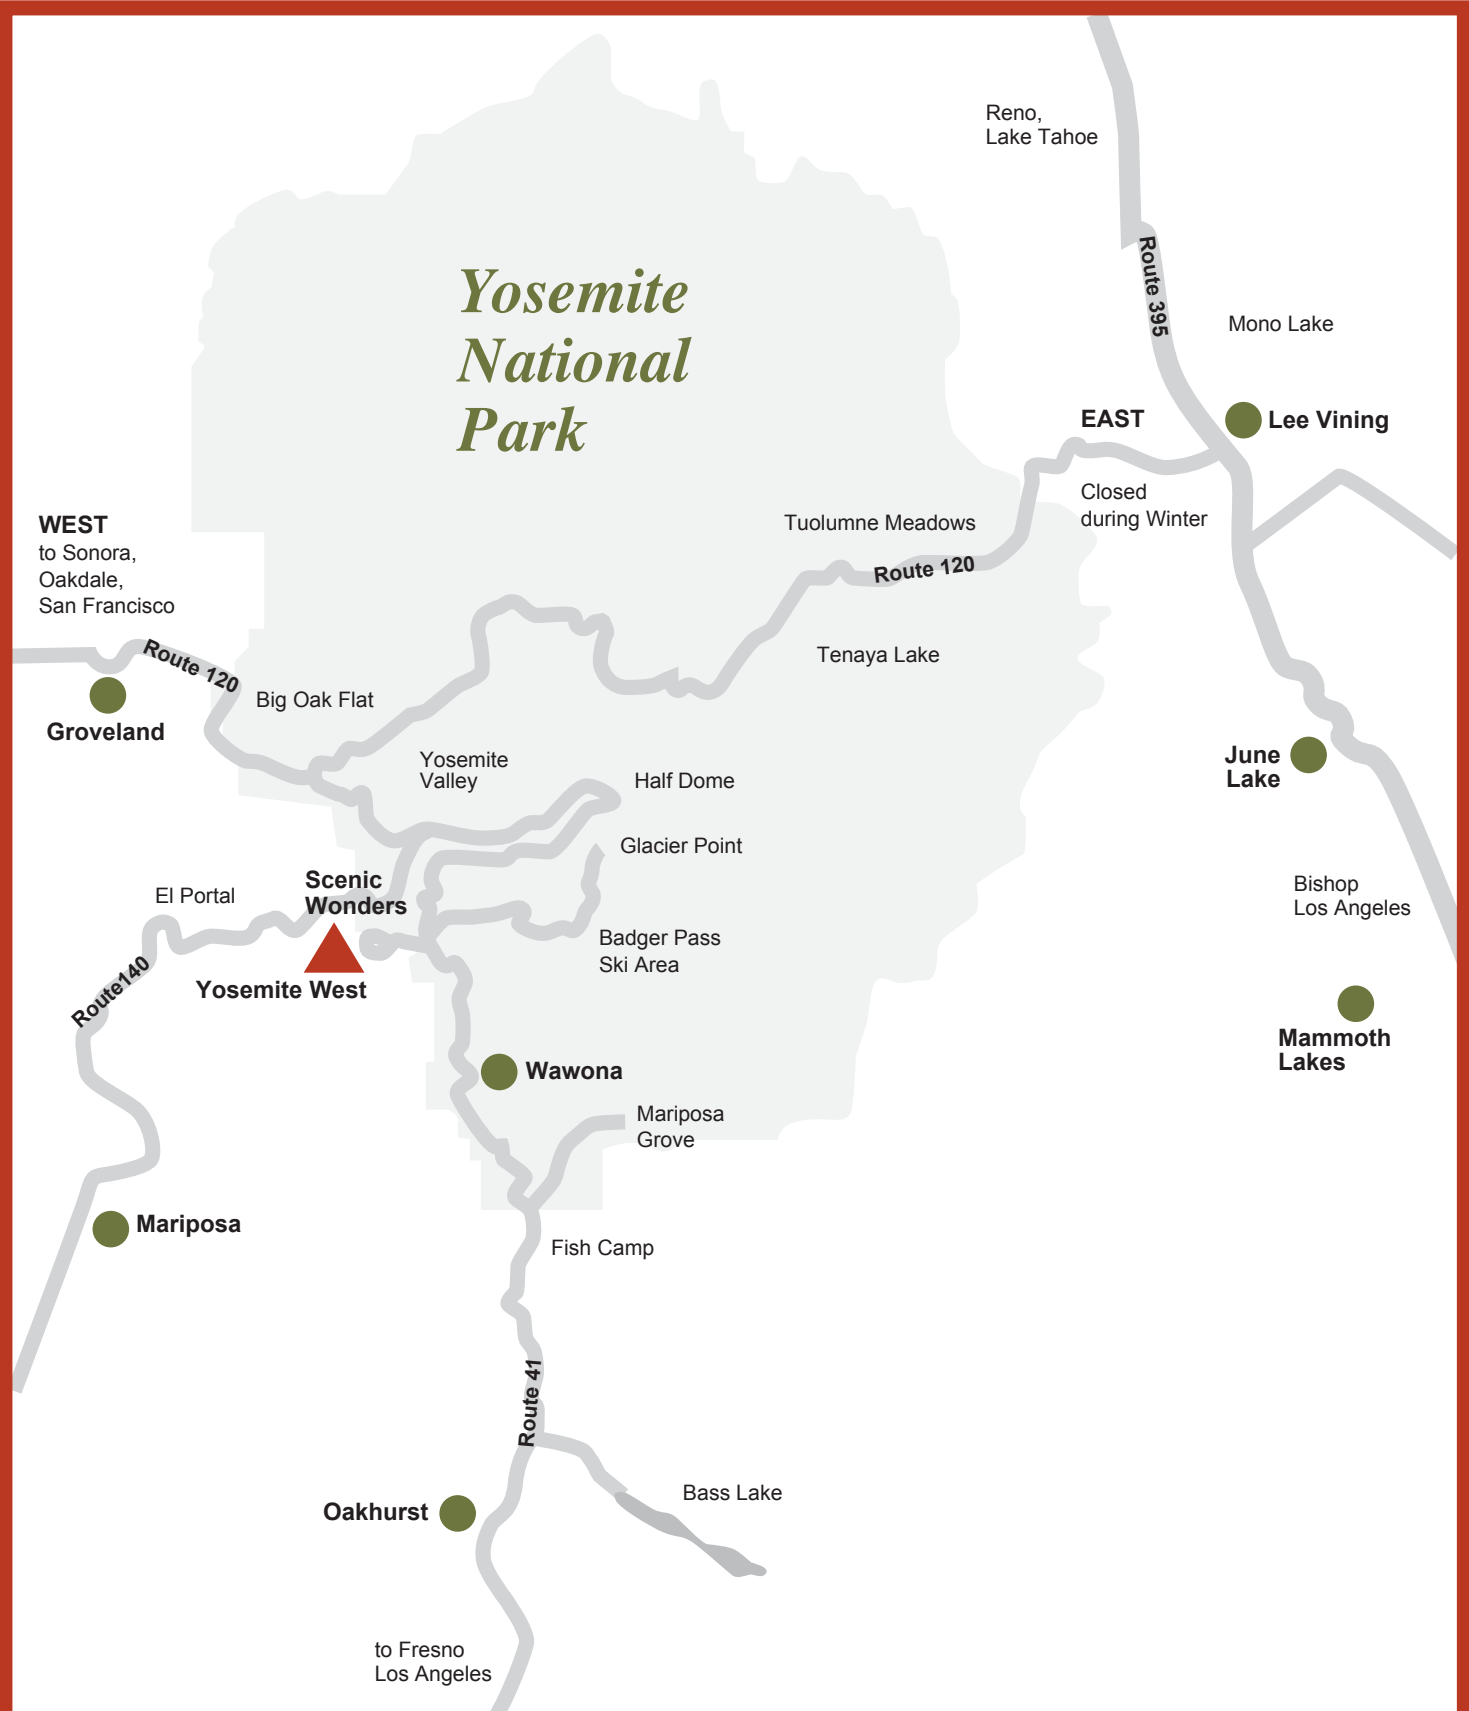 Reno,
Lake Tahoe
Yosemite
National
Park
Route 395
Mono Lake
EAST
Lee Vining
Closed
during Winter
WEST
to Sonora,
Oakdale,
San Francisco
Tuolumne Meadows
Route 120
Route 120
Tenaya Lake
Big Oak Flat
Groveland
Yosemite
Valley
Half Dome
June
Lake
Glacier Point
El Portal
Scenic
Wonders
Bishop
Los Angeles
Badger Pass
Ski Area
Route140
Yosemite West
Mammoth
Lakes
Wawona
Mariposa
Grove
Mariposa
Fish Camp
Route 41
Bass Lake
Oakhurst
to Fresno
Los Angeles